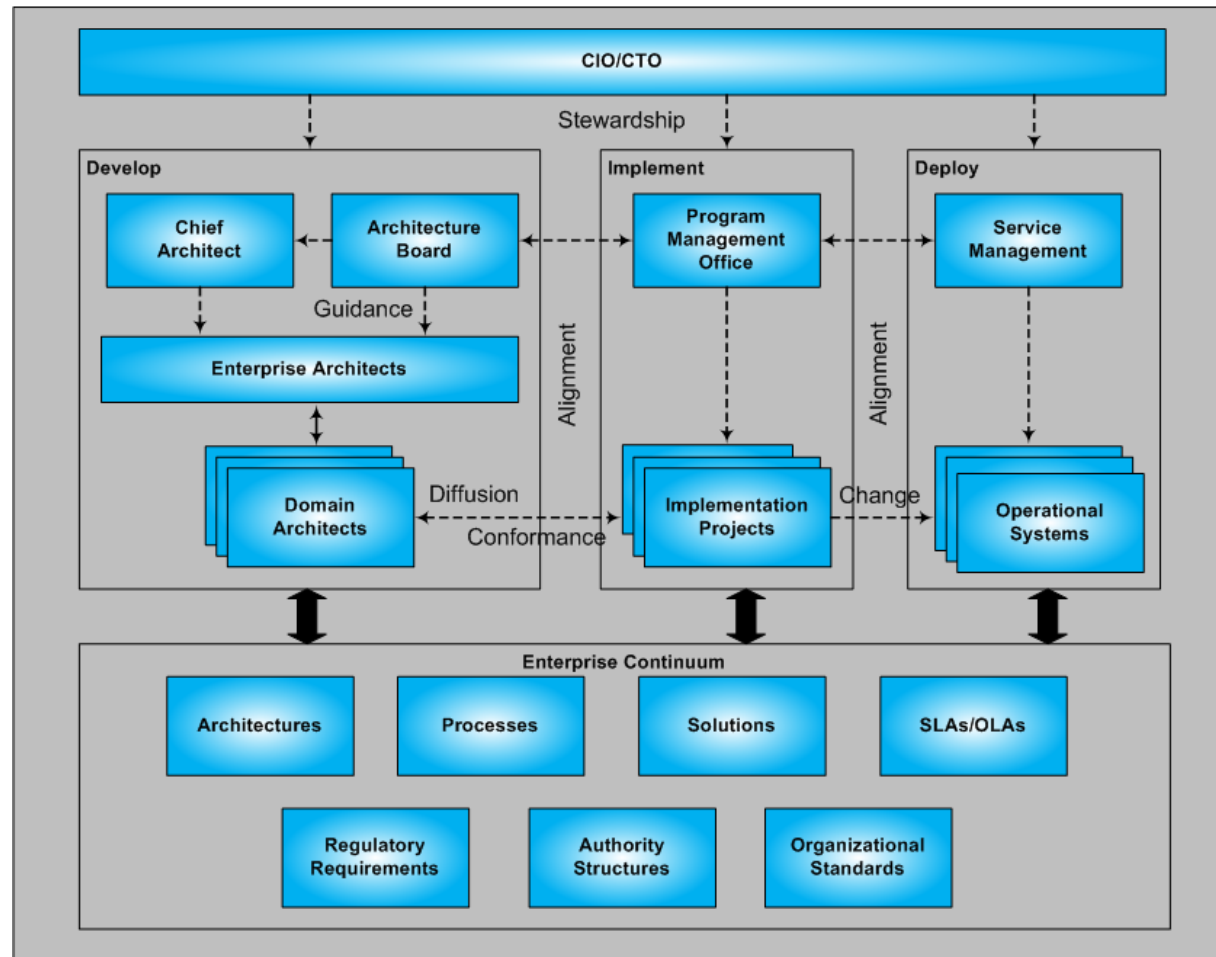 CIO/CTO
Stewardship
Develop
Chief
Architect
Architecture
Board
Guidance
Enterprise Architects
Domain
Architects
Diffusion
Conformance
Alignment
Implement
Program
Management
Office
Implementation
Projects
Change
Alignment
Deploy
Service
Management
Operational
Systems
Enterprise Continuum
Architectures
Processes
Solutions
SLAs/OLAs
Regulatory
Requirements
Authority
Structures
Organizational
Standards